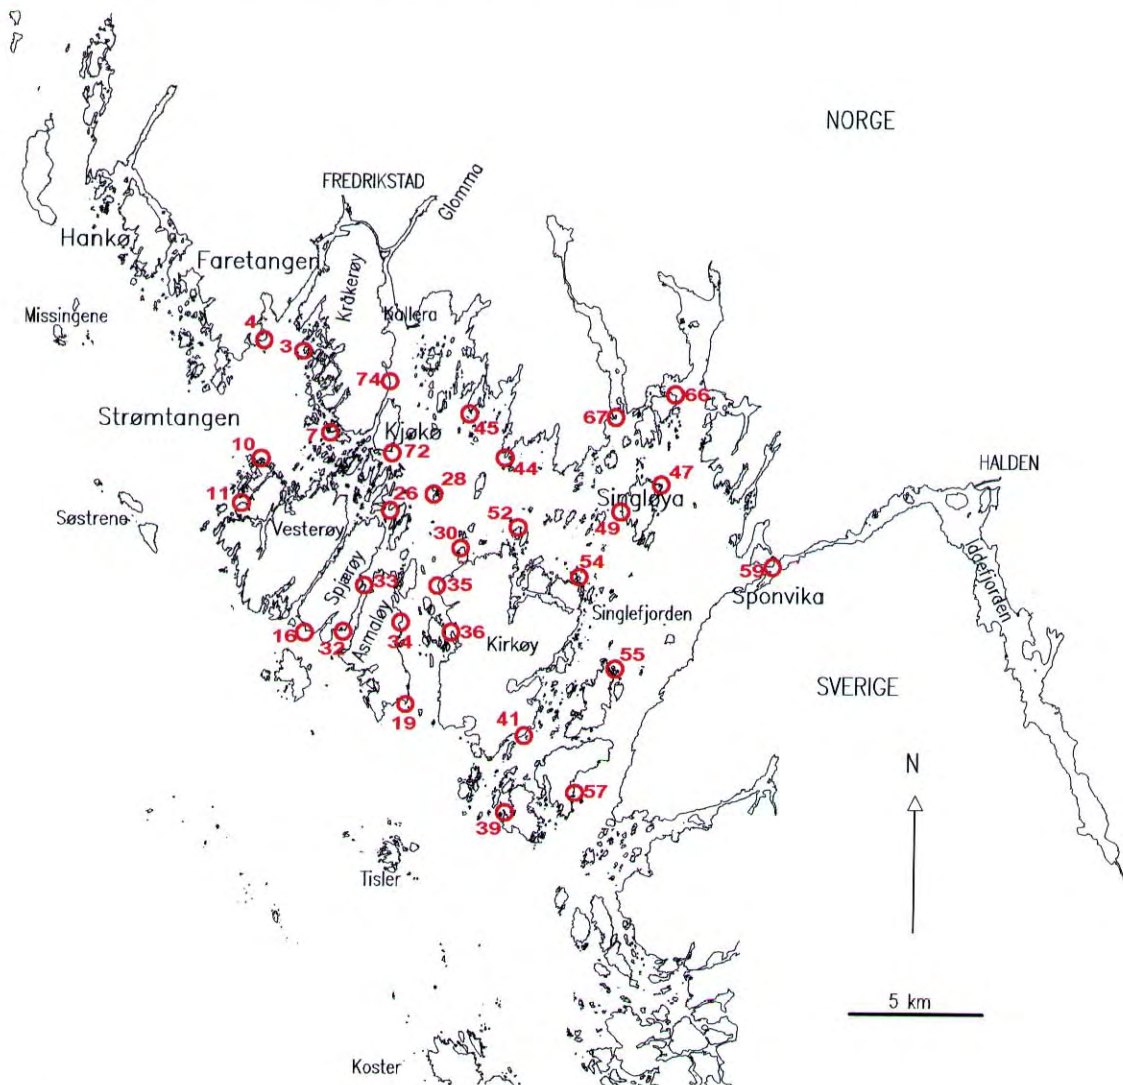 NORGE
FREDRIKSTAD
Glomma
Hankø
Faretangen
Kråkerøy
Missingene
Kallera
4
3
74
66
Strømtangen
45
67
7
Kjøkø
10
72
44
47
HALDEN
28
11
26
Singløya
Søstrene
Vesterøy
52
49
30
Iddefjorden
54
59
Spjærøy
33
35
Sponvika
Singlefjorden
Asmaløy
34
16
32
36
Kirkøy
55
SVERIGE
19
41
N
57
39
Tisler
5 km
Koster